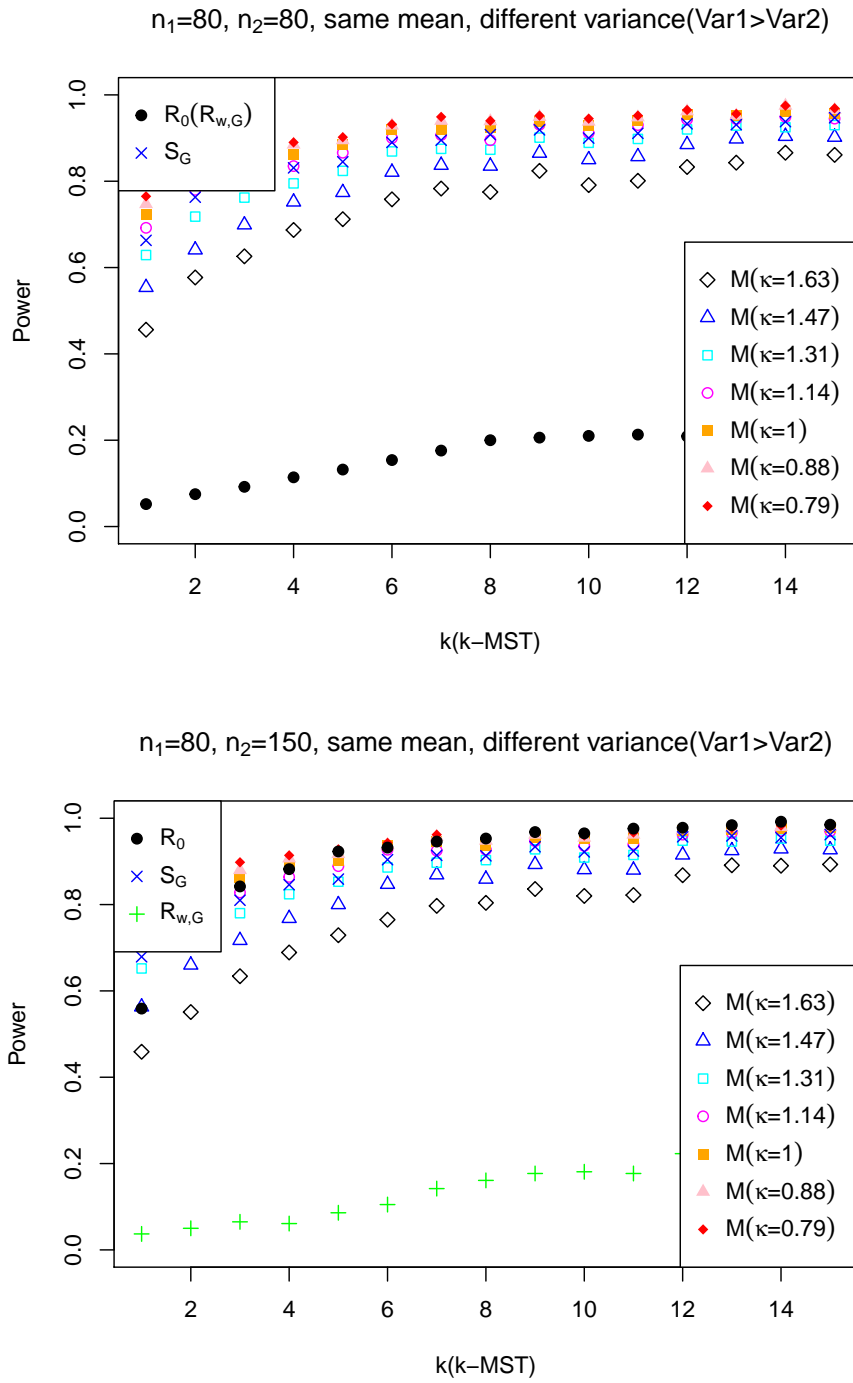 n₁=80, n₂=80, same mean, different variance(Var1>Var2)
R₀(R_w,G)
S_G
Power
0.0
0.2
0.4
0.6
0.8
1.0
M(κ=1.63)
M(κ=1.47)
M(κ=1.31)
M(κ=1.14)
M(κ=1)
M(κ=0.88)
M(κ=0.79)
2 4 6 8 10 12 14
k(k−MST)
n₁=80, n₂=150, same mean, different variance(Var1>Var2)
R₀
S_G
R_w,G
Power
0.0
0.2
0.4
0.6
0.8
1.0
M(κ=1.63)
M(κ=1.47)
M(κ=1.31)
M(κ=1.14)
M(κ=1)
M(κ=0.88)
M(κ=0.79)
2 4 6 8 10 12 14
k(k−MST)